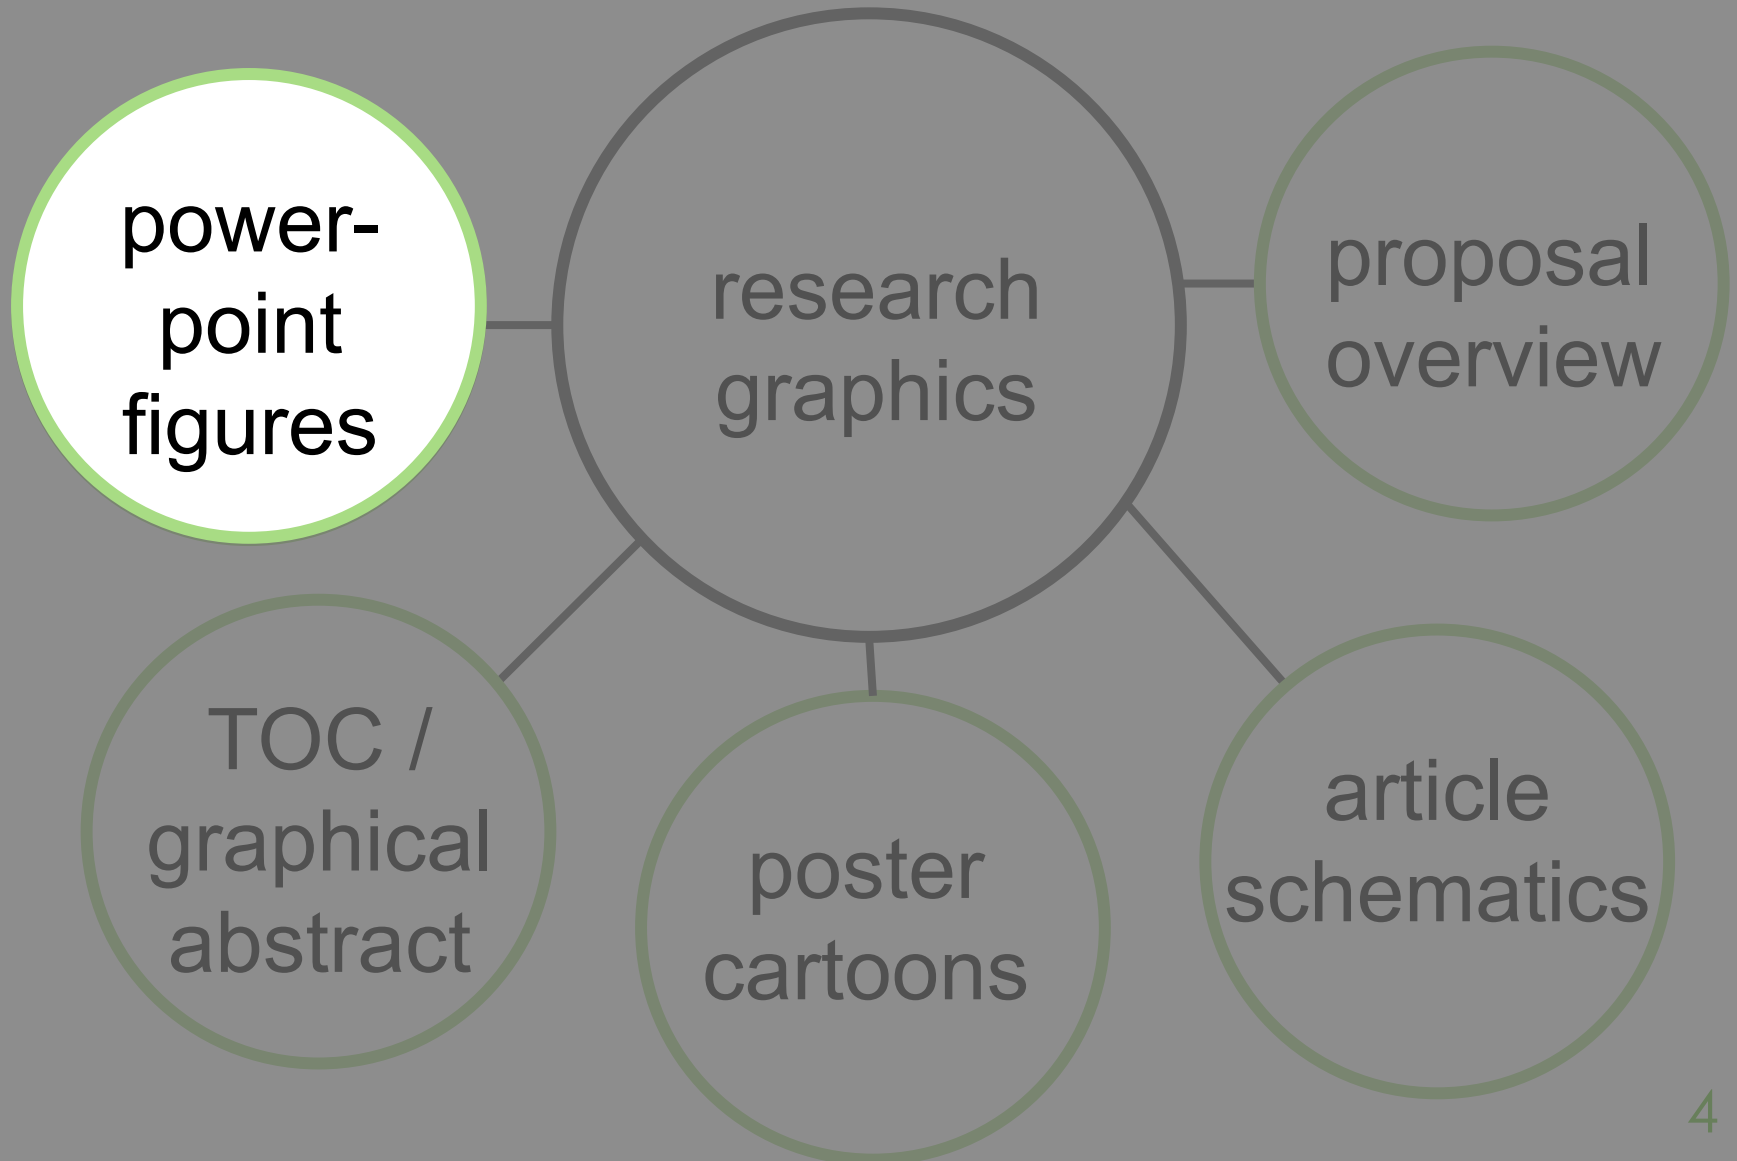 power-
point
figures
research
graphics
proposal
overview
TOC /
graphical
abstract
poster
cartoons
article
schematics
4